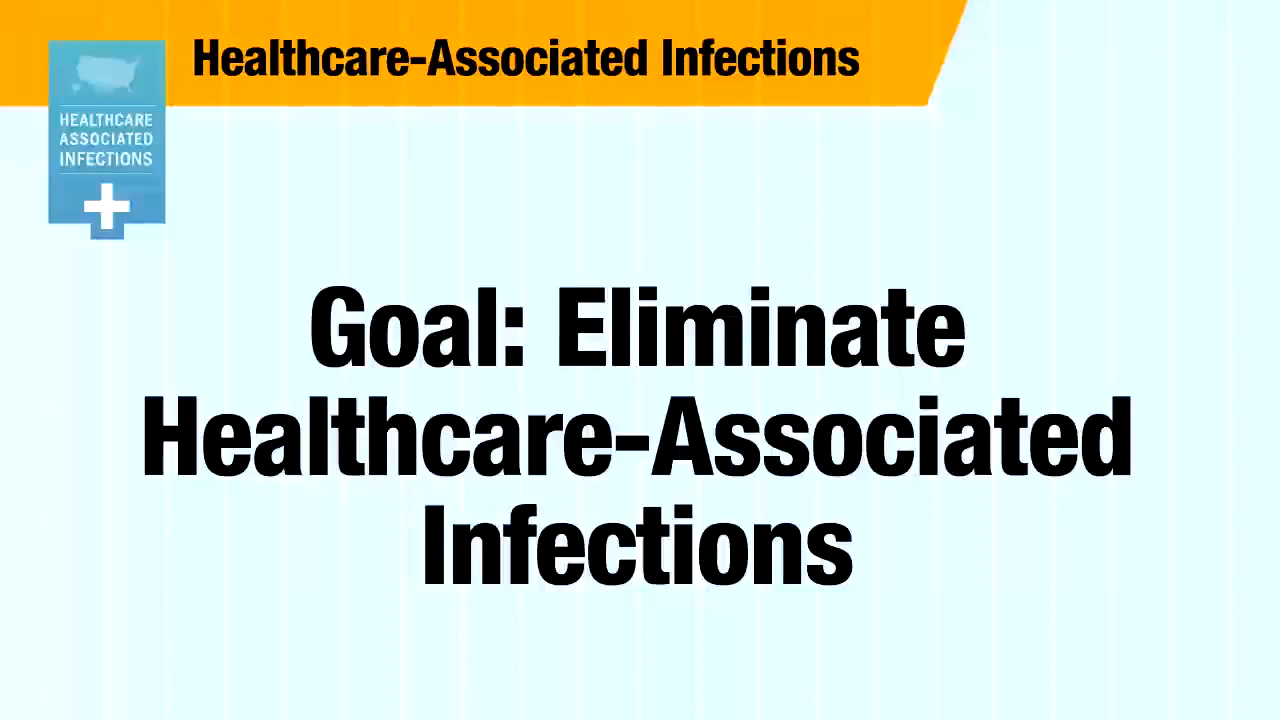 Healthcare-Associated Infections
HEALTHCARE
ASSOCIATED
INFECTIONS
Goal: Eliminate
Healthcare-Associated
Infections